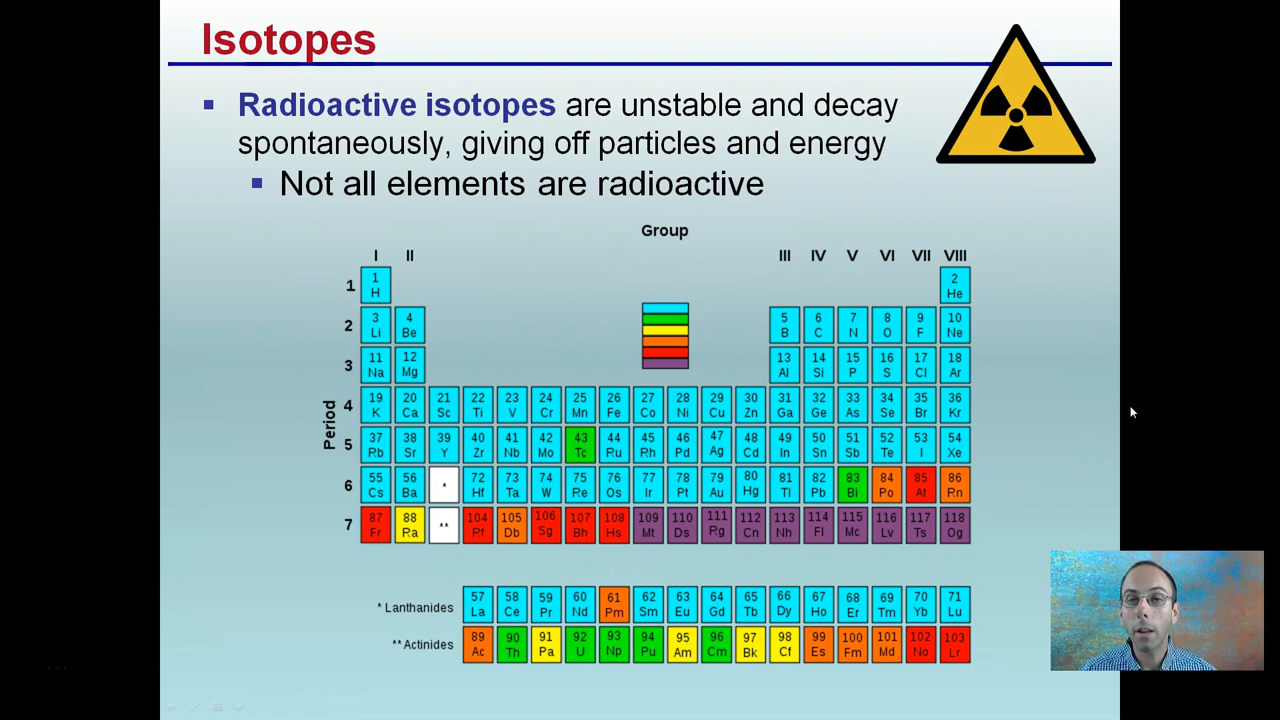 Isotopes
Radioactive isotopes are unstable and decay
spontaneously, giving off particles and energy
Not all elements are radioactive
Group
I II III IV V VI VII VIII
Period
1
1 2
H He
2
3 4 5 6 7 8 9 10
Li Be B C N O F Ne
3
11 12 13 14 15 16 17 18
Na Mg Al Si P S Cl Ar
4
19 20 21 22 23 24 25 26 27 28 29 30 31 32 33 34 35 36
K Ca Sc Ti V Cr Mn Fe Co Ni Cu Zn Ga Ge As Se Br Kr
5
37 38 39 40 41 42 43 44 45 46 47 48 49 50 51 52 53 54
Rb Sr Y Zr Nb Mo Tc Ru Rh Pd Ag Cd In Sn Sb Te I Xe
6
55 56 * 72 73 74 75 76 77 78 79 80 81 82 83 84 85 86
Cs Ba Hf Ta W Re Os Ir Pt Au Hg Tl Pb Bi Po At Rn
7
87 88 ** 104 105 106 107 108 109 110 111 112 113 114 115 116 117 118
Fr Ra Rf Db Sg Bh Hs Mt Ds Rg Cn Nh Fl Mc Lv Ts Og
* Lanthanides
57 58 59 60 61 62 63 64 65 66 67 68 69 70 71
La Ce Pr Nd Pm Sm Eu Gd Tb Dy Ho Er Tm Yb Lu
** Actinides
89 90 91 92 93 94 95 96 97 98 99 100 101 102 103
Ac Th Pa U Np Pu Am Cm Bk Cf Es Fm Md No Lr